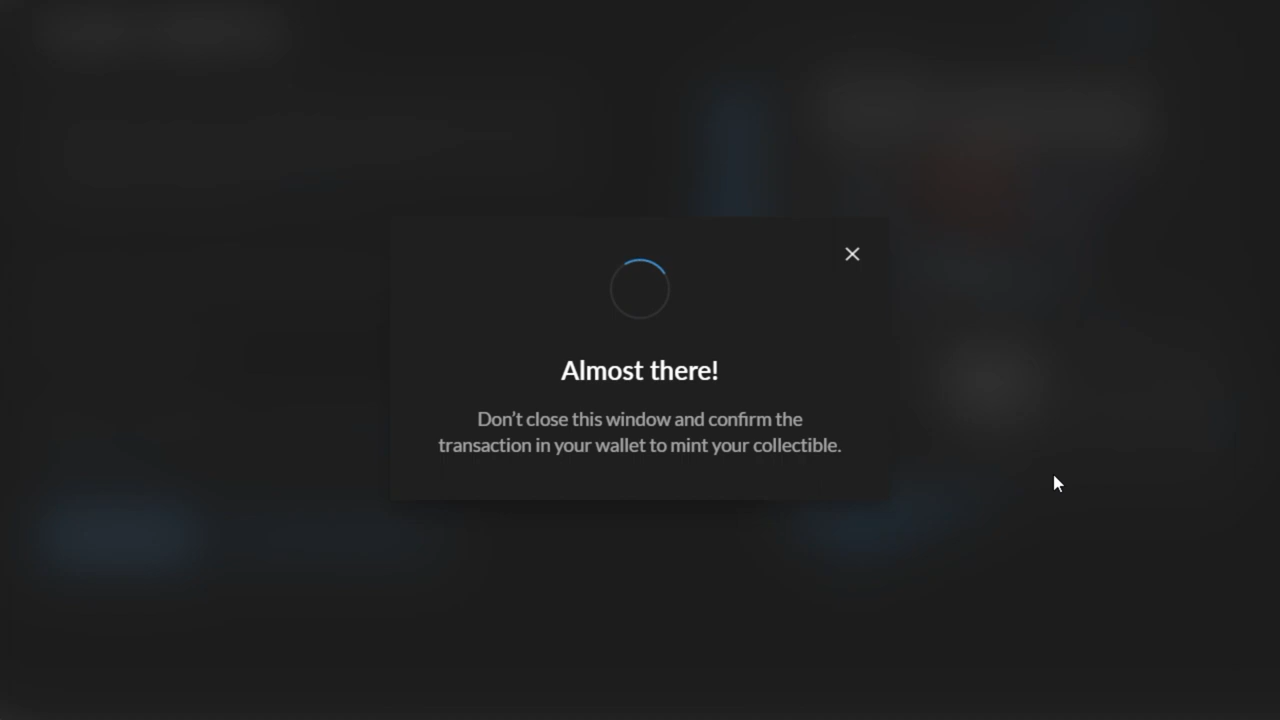 Almost there!
Don’t close this window and confirm the
transaction in your wallet to mint your collectible.